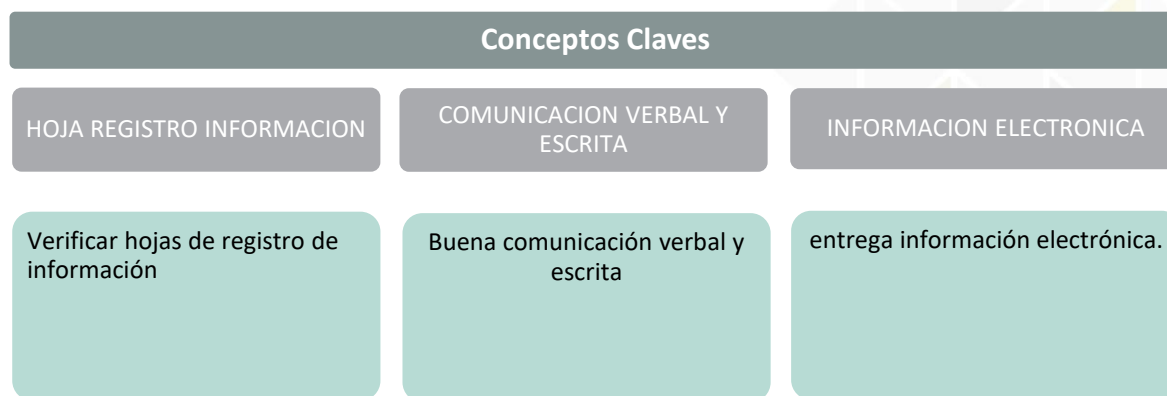 Conceptos Claves
HOJA REGISTRO INFORMACION
COMUNICACION VERBAL Y
ESCRITA
INFORMACION ELECTRONICA
Verificar hojas de registro de
información
Buena comunicación verbal y
escrita
entrega información electrónica.